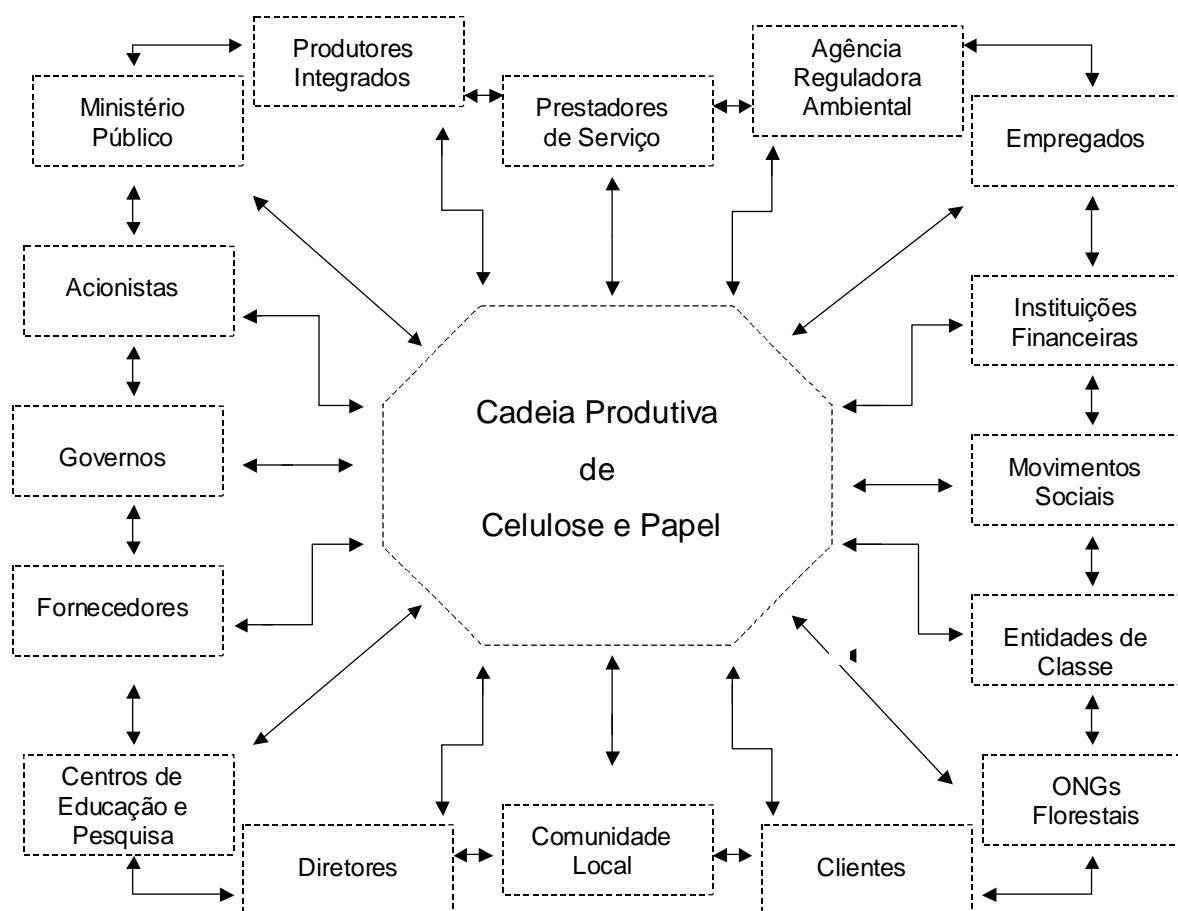 Produtores
Integrados
Agência
Reguladora
Ambiental
Ministério
Público
Prestadores
de Serviço
Empregados
Acionistas
Instituições
Financeiras
Cadeia Produtiva
de
Celulose e Papel
Governos
Movimentos
Sociais
Fornecedores
Entidades de
Classe
Centros de
Educação e
Pesquisa
ONGs
Florestais
Diretores
Comunidade
Local
Clientes